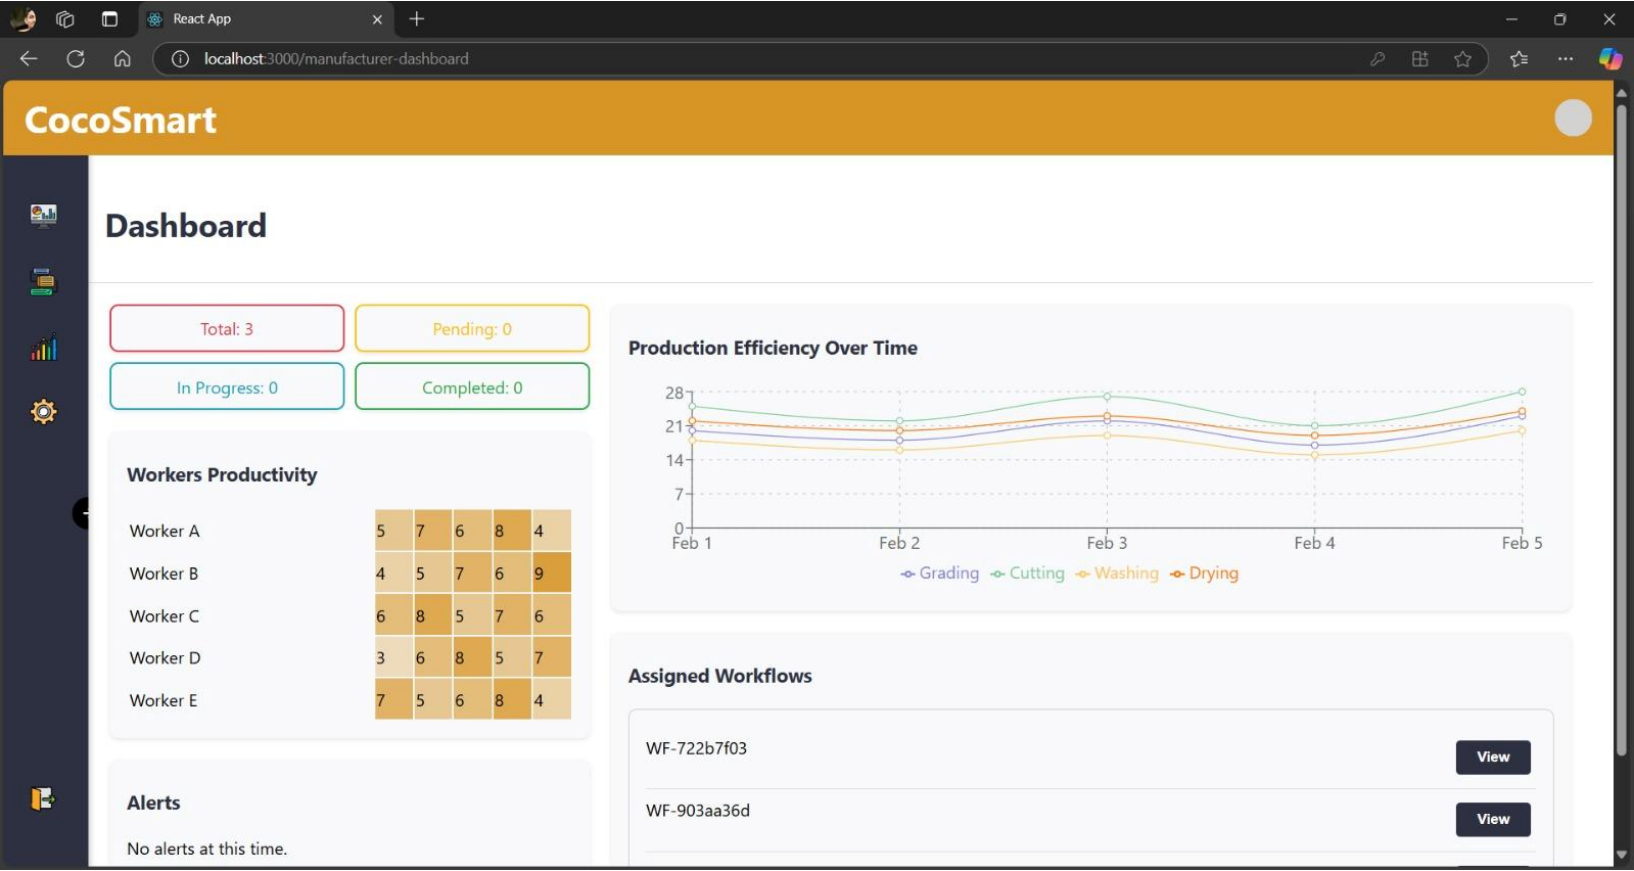 React App
localhost:3000/manufacturer-dashboard
CocoSmart
Dashboard
Total: 3
Pending: 0
In Progress: 0
Completed: 0
Workers Productivity
Worker A 5 7 6 8 4
Worker B 4 5 7 6 9
Worker C 6 8 5 7 6
Worker D 3 6 8 5 7
Worker E 7 5 6 8 4
Alerts
No alerts at this time.
Production Efficiency Over Time
28
21
14
7
0
Feb 1 Feb 2 Feb 3 Feb 4 Feb 5
Grading Cutting Washing Drying
Assigned Workflows
WF-722b7f03 View
WF-903aa36d View